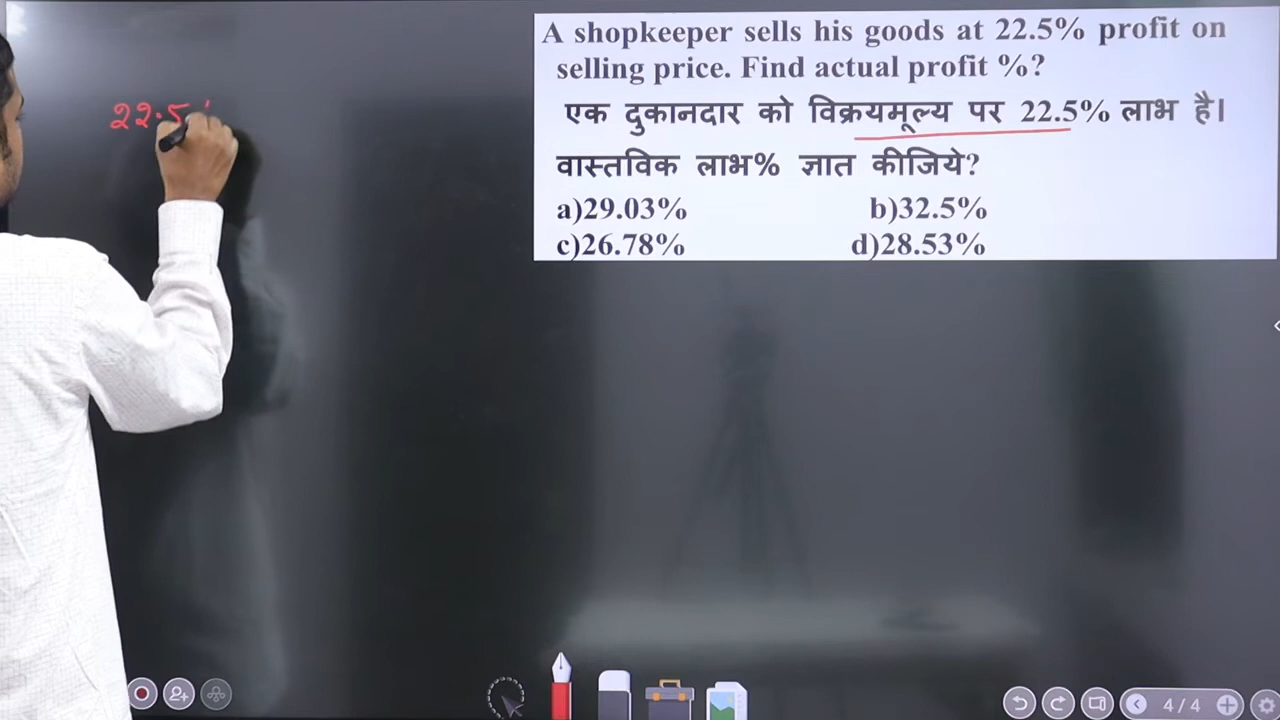 A shopkeeper sells his goods at 22.5% profit on
selling price. Find actual profit %?
एक दुकानदार को विक्रयमूल्य पर 22.5% लाभ है।
वास्तविक लाभ% ज्ञात कीजिये?
a)29.03% b)32.5%
c)26.78% d)28.53%
22.5
4/4